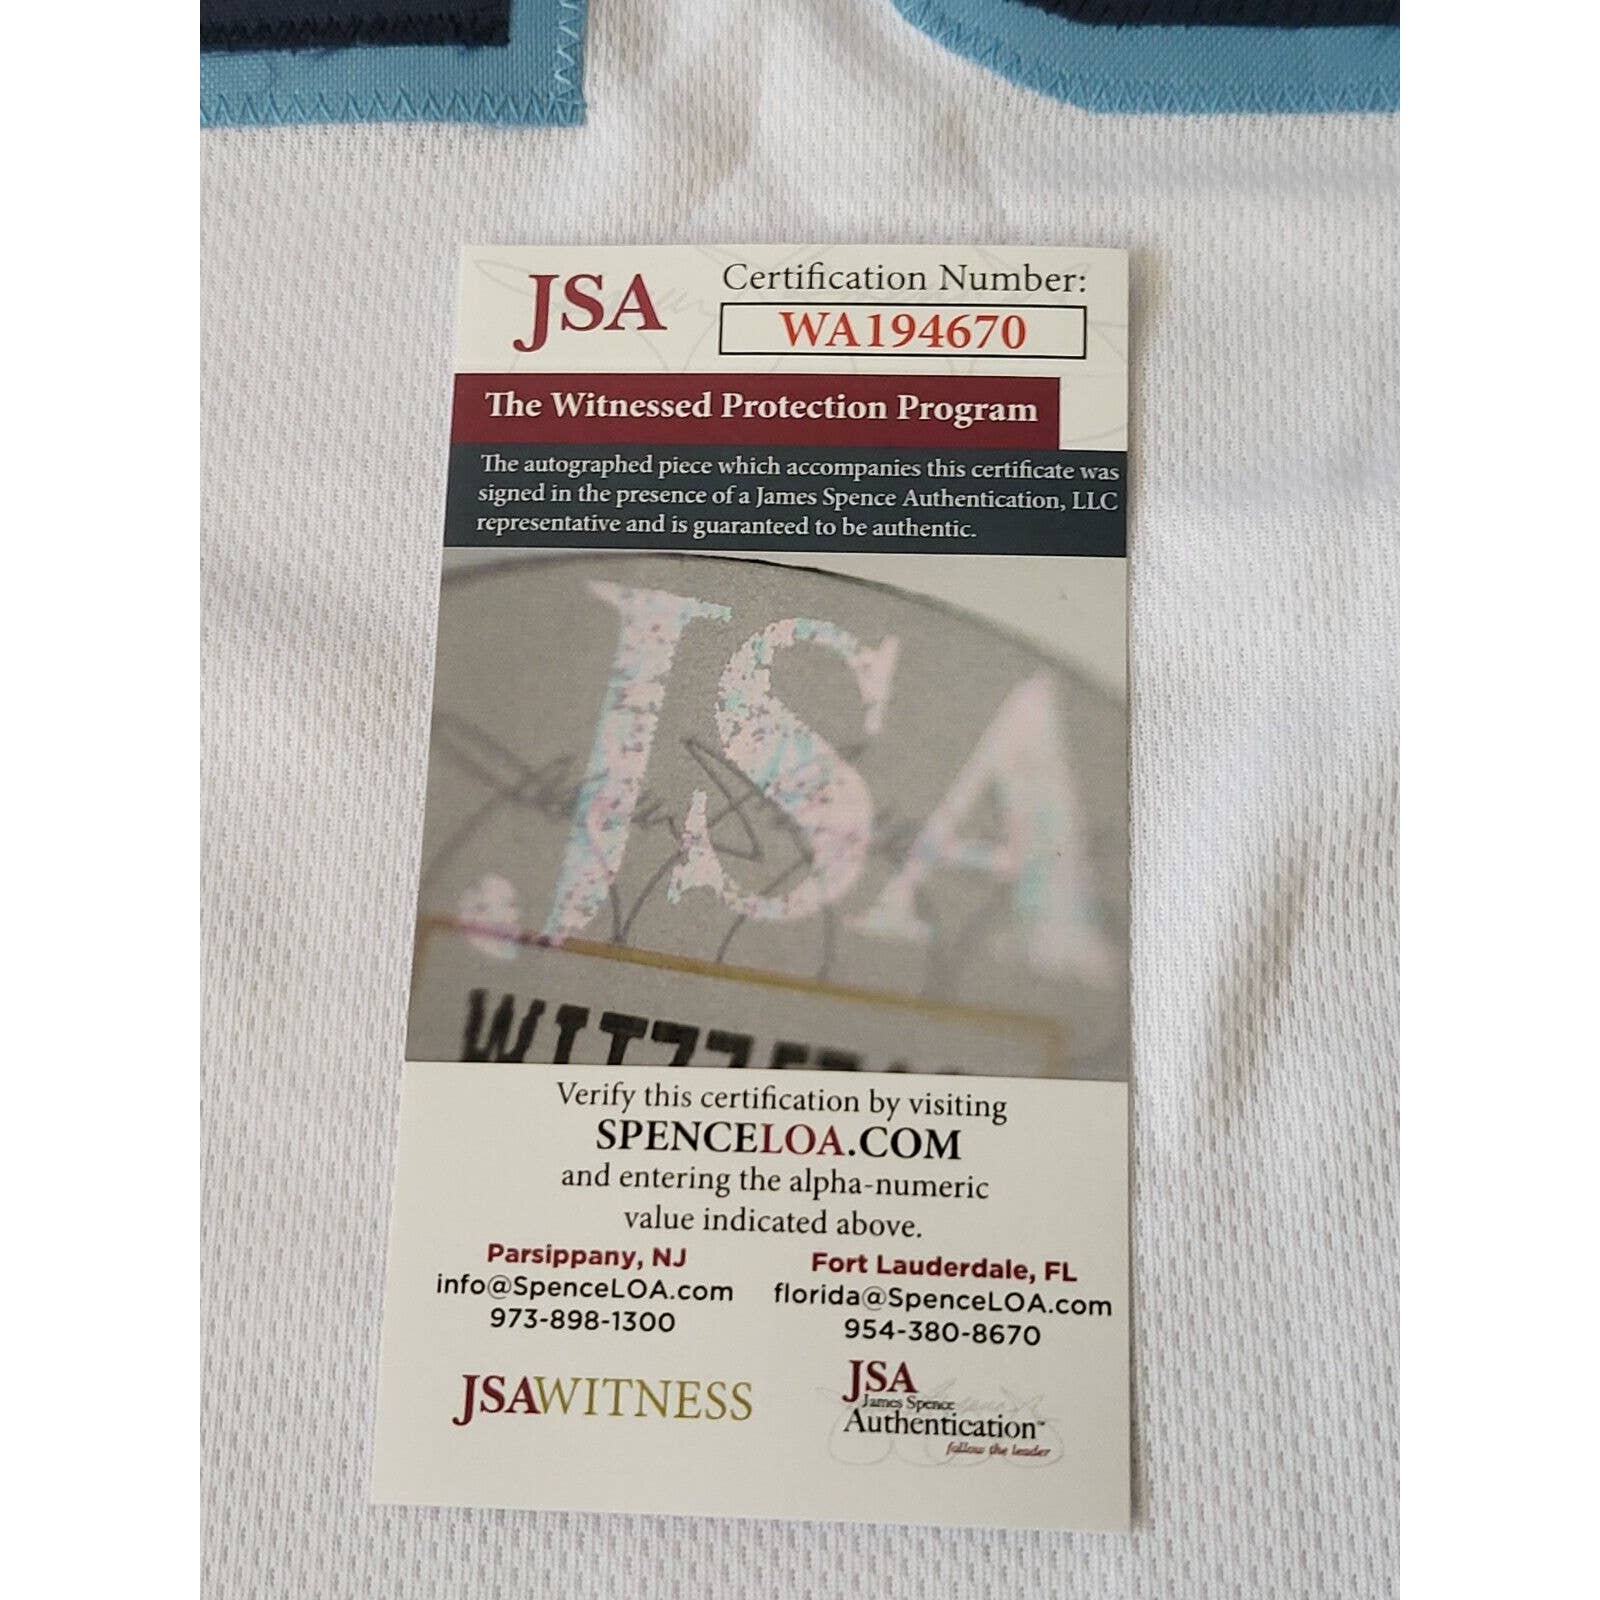 JSA
Certification Number:
WA194670
The Witnessed Protection Program
The autographed piece which accompanies this certificate was
signed in the presence of a James Spence Authentication, LLC
representative and is guaranteed to be authentic.
JSA
Verify this certification by visiting
SPENCELOA.COM
and entering the alpha-numeric
value indicated above.
Parsippany, NJ
info@SpenceLOA.com
973-898-1300
Fort Lauderdale, FL
florida@SpenceLOA.com
954-380-8670
JSAWITNESS
JSA
James Spence
Authentication™
follow the leader